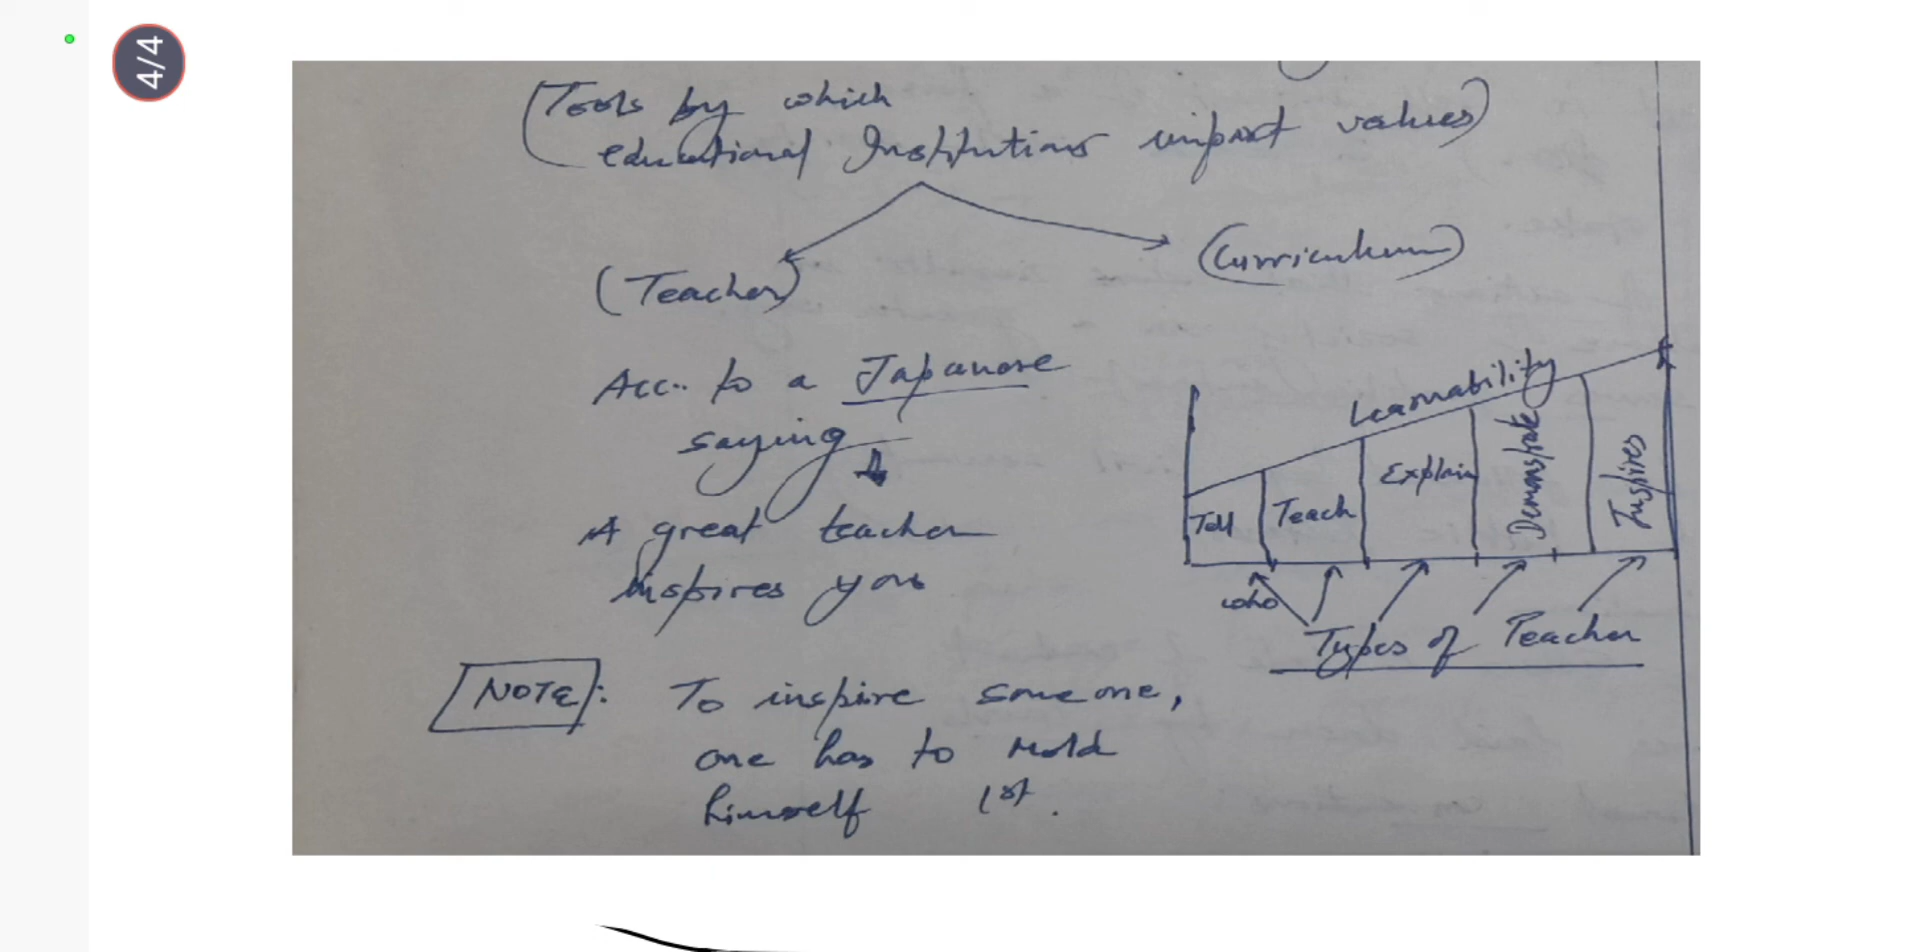 4/4
(Tools by which
educational Institutions impart values)
(Teacher)
(Curriculum)
Acc.. to a Japanese
saying
A great teacher
inspires you
Learnability
Tell
Teach
Explain
Demonstrate
Inspires
who
Types of Teacher
NOTE: To inspire someone,
one has to mold
himself 1st.